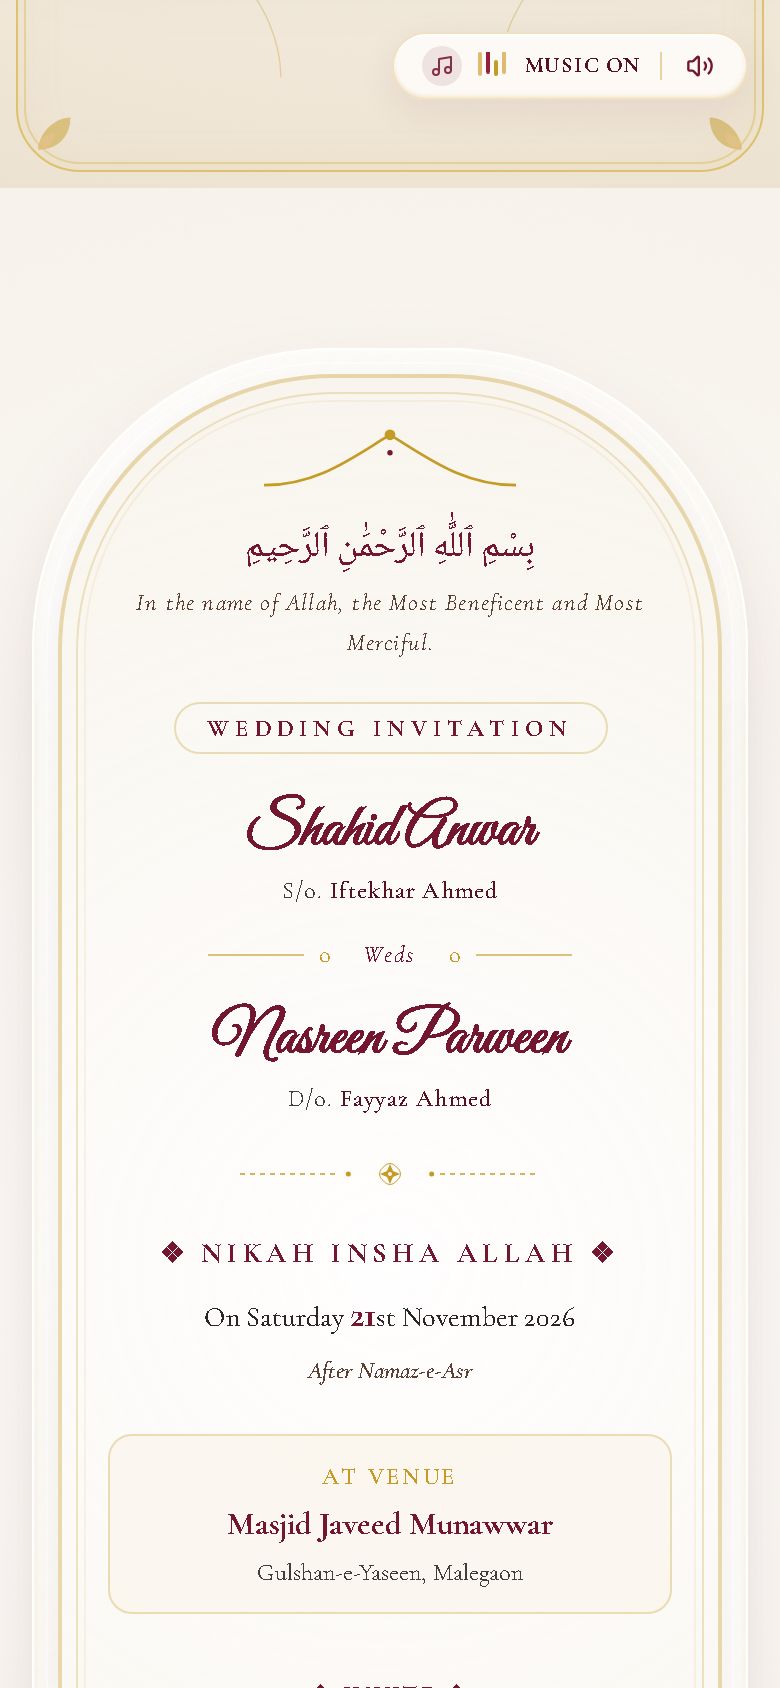 MUSIC ON
بِسْمِ ٱللَّٰهِ ٱلرَّحْمَٰنِ ٱلرَّحِيمِ
In the name of Allah, the Most Beneficent and Most
Merciful.
WEDDING INVITATION
Shahid Anwar
S/o. Iftekhar Ahmed
Weds
Nasreen Parween
D/o. Fayyaz Ahmed
❖ NIKAH INSHA ALLAH ❖
On Saturday 21st November 2026
After Namaz-e-Asr
AT VENUE
Masjid Javeed Munawwar
Gulshan-e-Yaseen, Malegaon